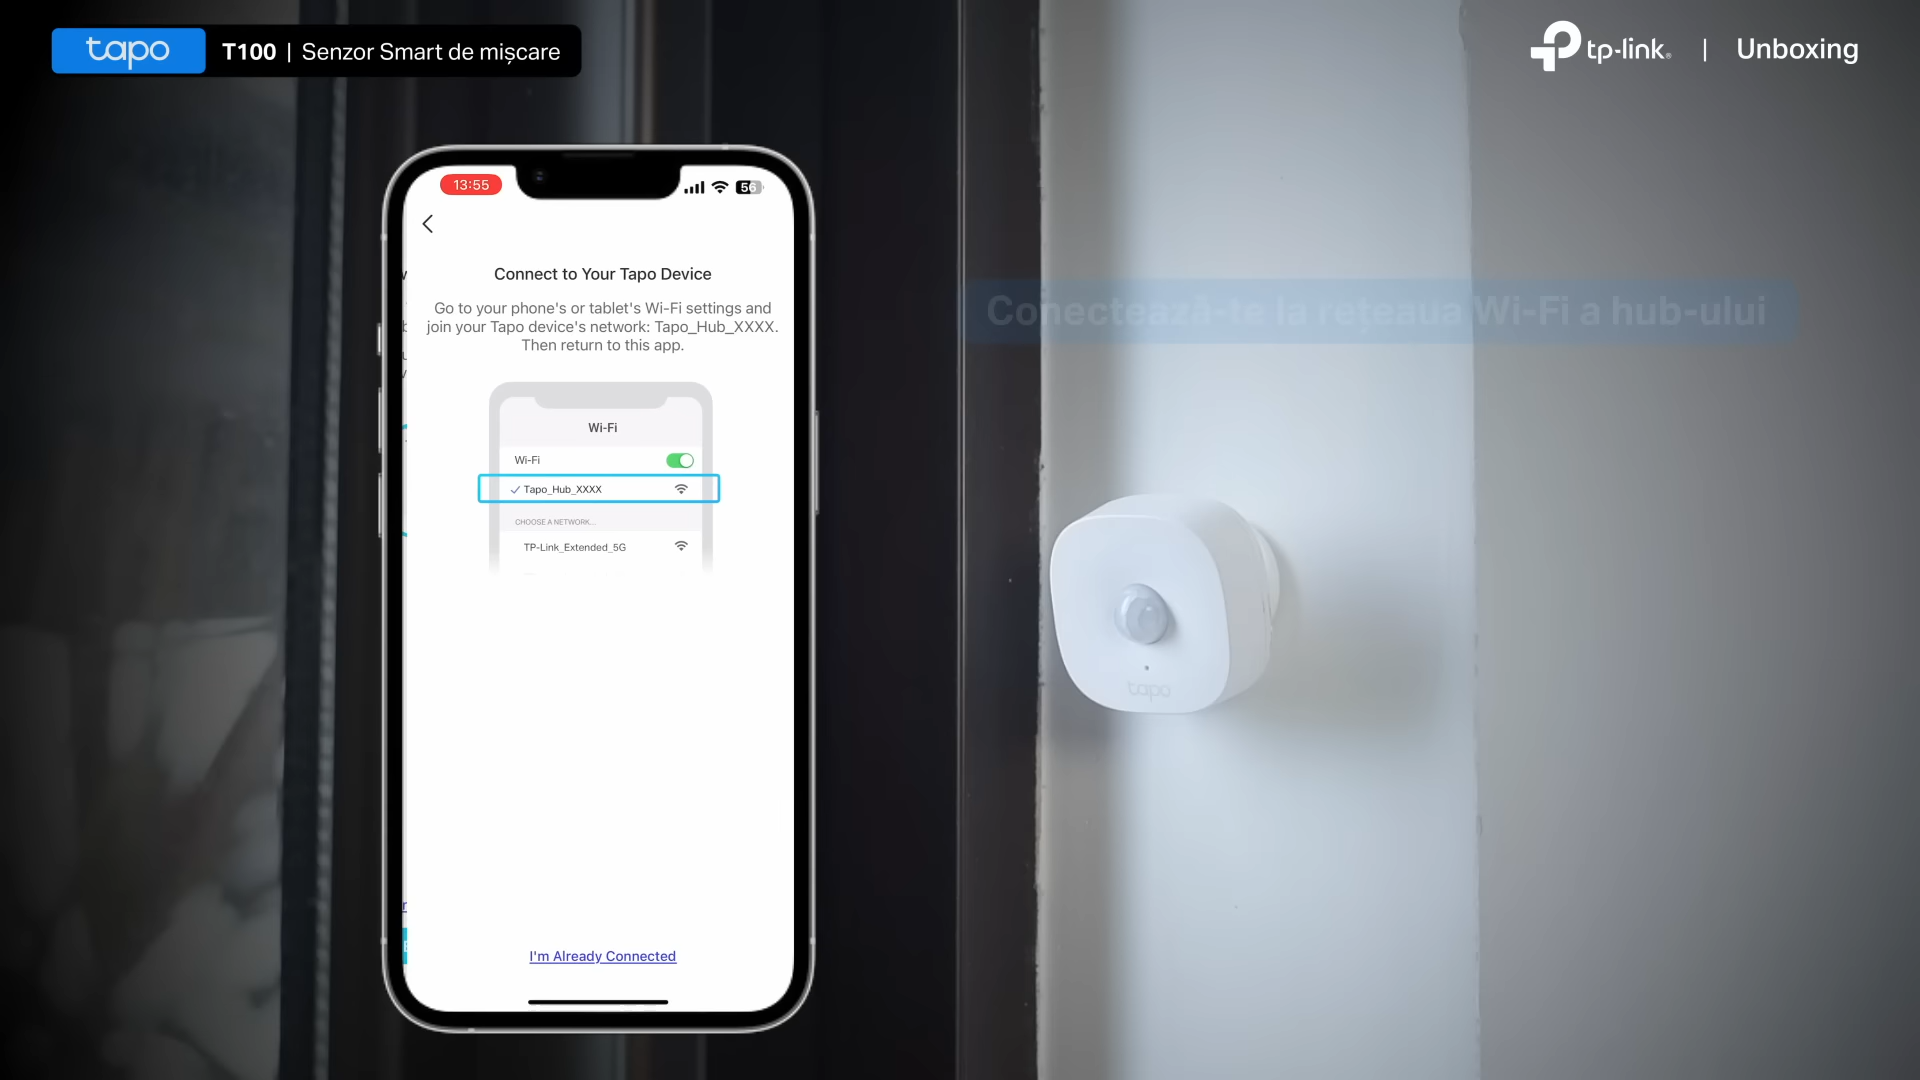 tapo
T100 | Senzor Smart de mișcare
tp-link | Unboxing
13:55
56
Connect to Your Tapo Device
Go to your phone's or tablet's Wi-Fi settings and
join your Tapo device's network: Tapo_Hub_XXXX.
Then return to this app.
Wi-Fi
Wi-Fi
Tapo_Hub_XXXX
CHOOSE A NETWORK...
TP-Link_Extended_5G
I'm Already Connected
Conectează-te la rețeaua Wi-Fi a hub-ului
tapo